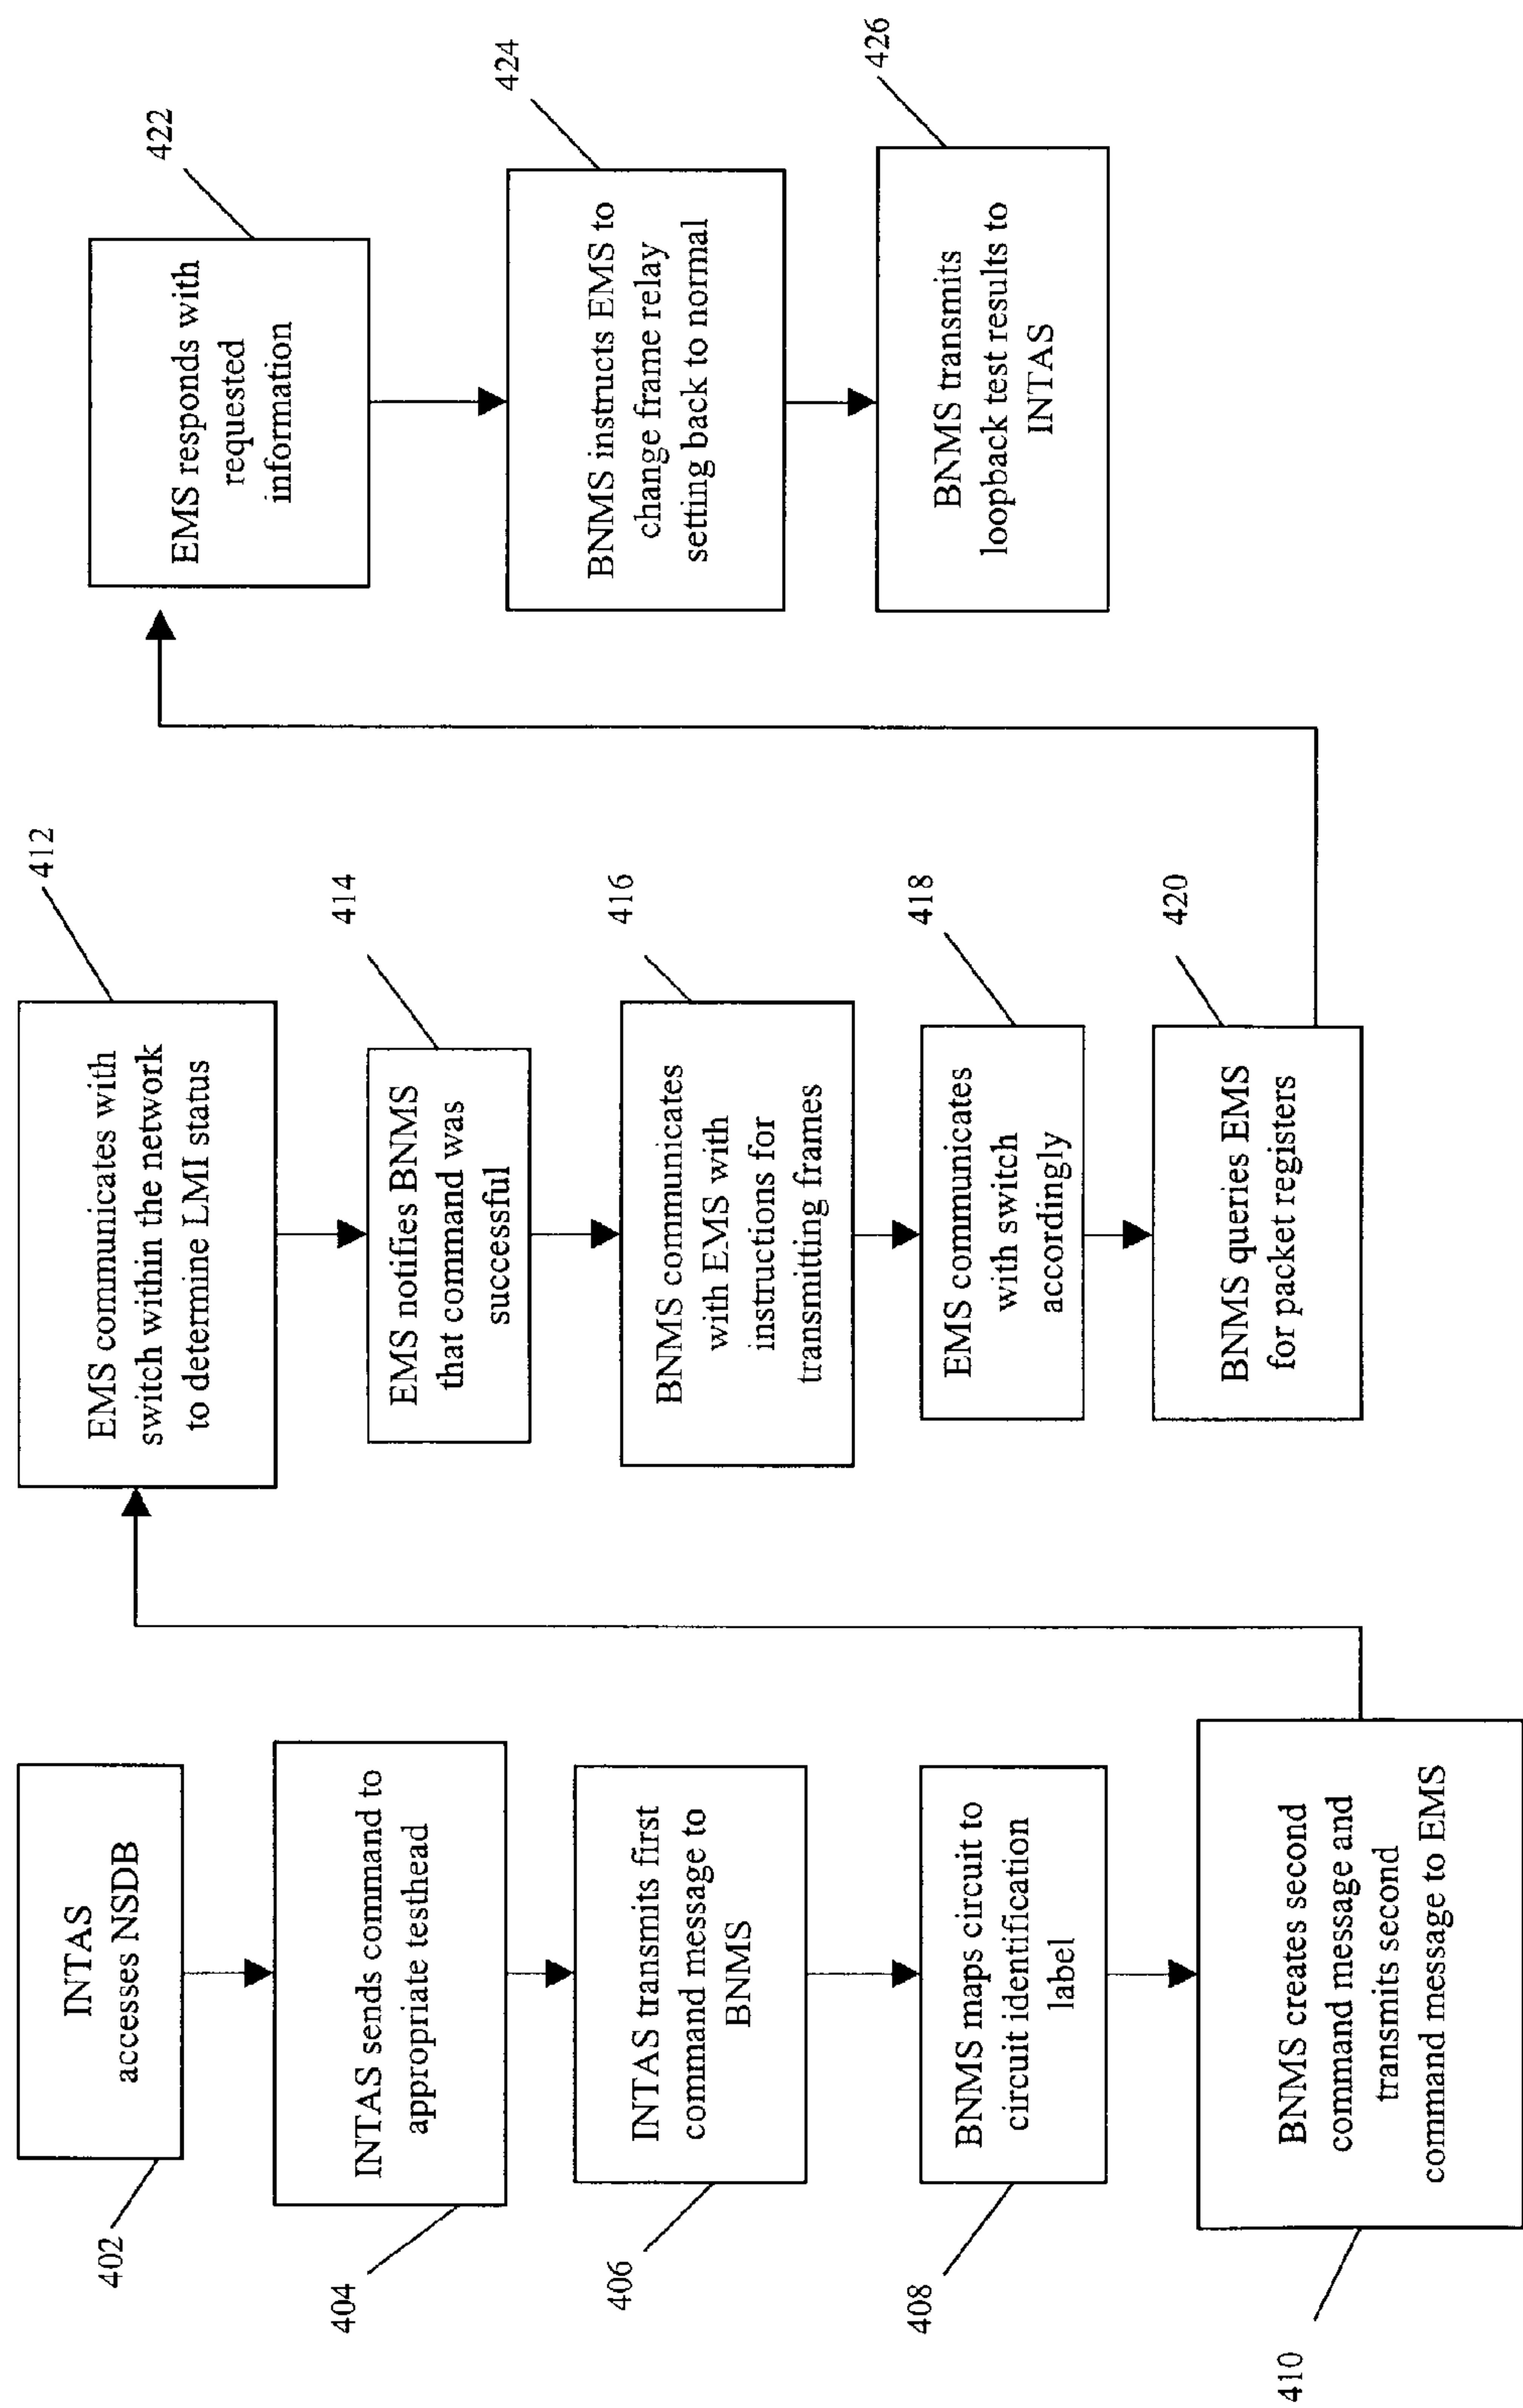 INTAS
accesses NSDB
402
INTAS sends command to
appropriate testhead
404
INTAS transmits first
command message to
BNMS
406
BNMS maps circuit to
circuit identification
label
408
BNMS creates second
command message and
transmits second
command message to EMS
410
EMS communicates with
switch within the network
to determine LMI status
412
EMS notifies BNMS
that command was
successful
414
BNMS communicates
with EMS with
instructions for
transmitting frames
416
EMS communicates
with switch
accordingly
418
BNMS queries EMS
for packet registers
420
EMS responds with
requested
information
422
BNMS instructs EMS to
change frame relay
setting back to normal
424
BNMS transmits
loopback test results to
INTAS
426